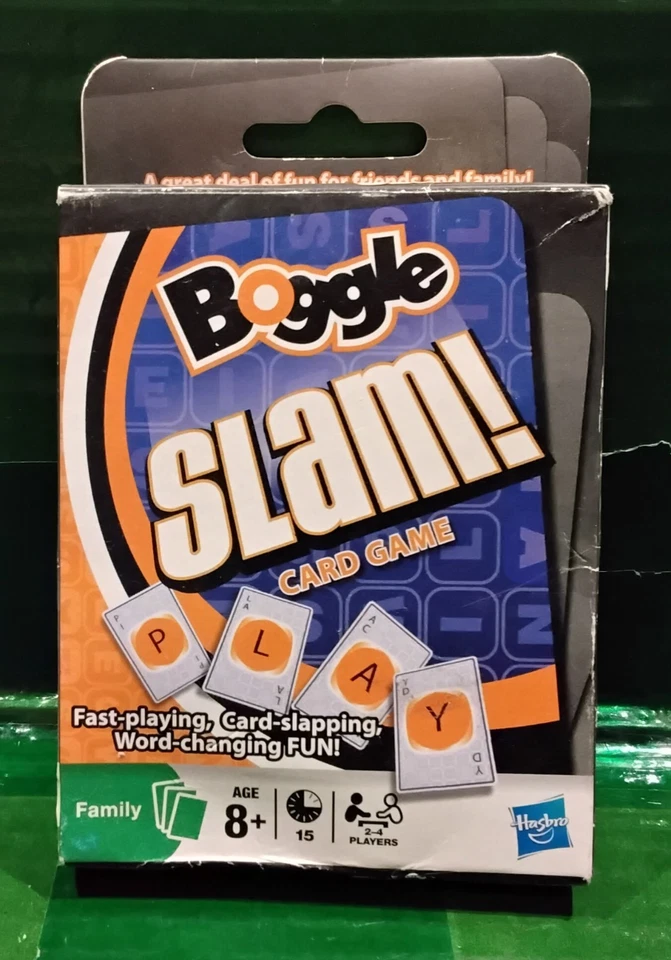 A great deal of fun for friends and family!
Boggle
SLam!
CARD GAME
P
I
P
P
I
L
A
L
L
A
A
C
A
Y
D
Y
Y
D
Fast-playing, Card-slapping,
Word-changing FUN!
Family
AGE
8+
15
2-4
PLAYERS
Hasbro